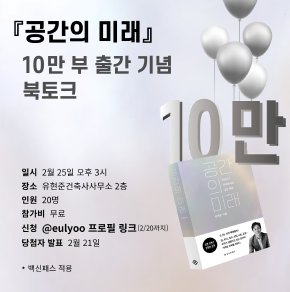 『공간의 미래』
10만 부 출간 기념
북토크
10만
공간
의 미래
일시 2월 25일 오후 3시
장소 유현준건축사사무소 2층
인원 20명
참가비 무료
신청 @eulyoo 프로필 링크(2/20까지)
당첨자 발표 2월 21일
* 백신패스 적용